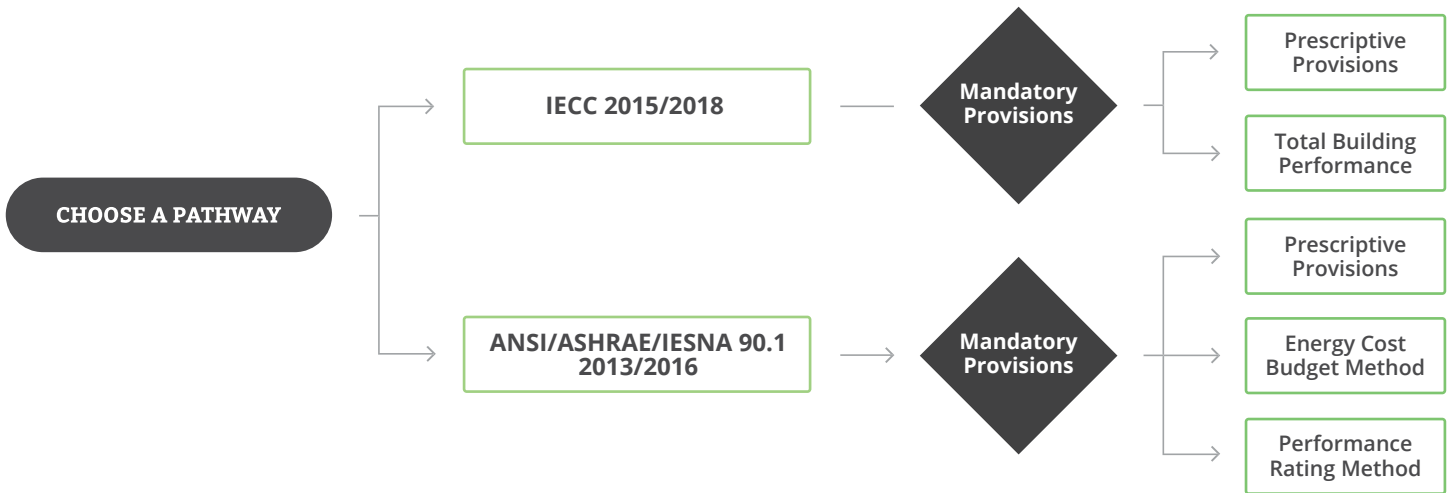 CHOOSE A PATHWAY
IECC 2015/2018
Mandatory
Provisions
Prescriptive
Provisions
Total Building
Performance
ANSI/ASHRAE/IESNA 90.1
2013/2016
Mandatory
Provisions
Prescriptive
Provisions
Energy Cost
Budget Method
Performance
Rating Method